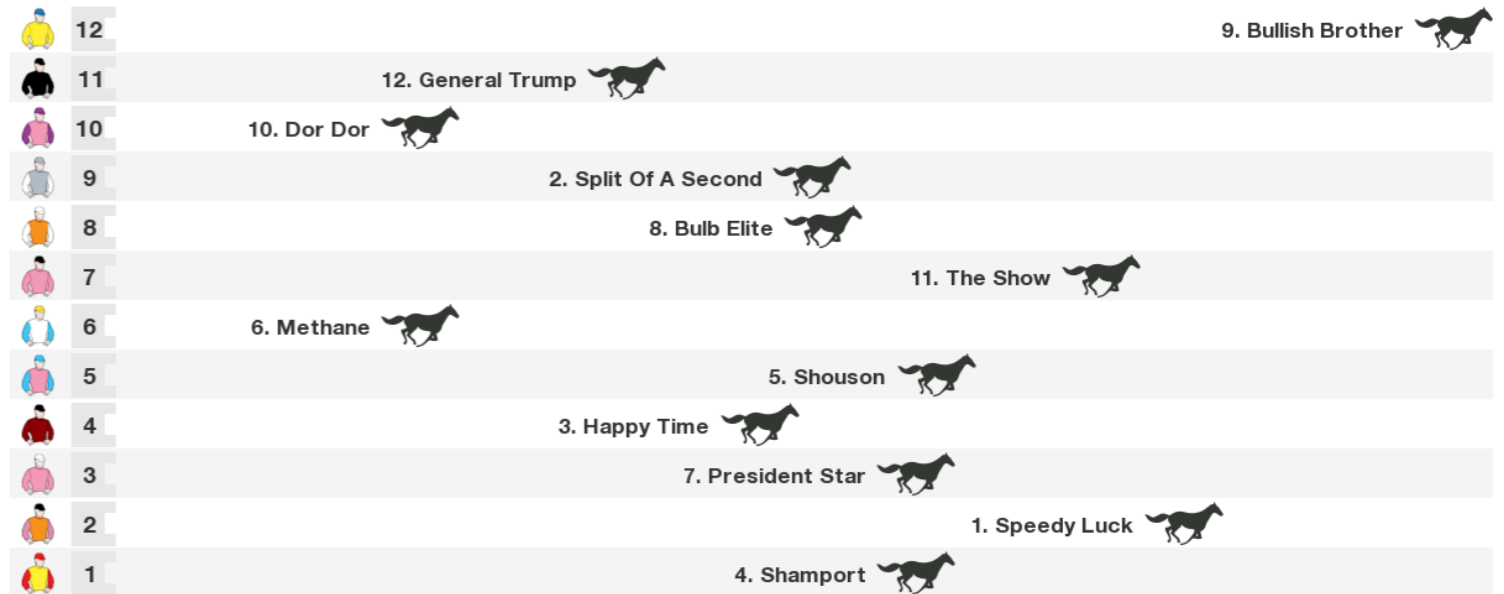 12 9. Bullish Brother
11 12. General Trump
10 10. Dor Dor
9 2. Split Of A Second
8 8. Bulb Elite
7 11. The Show
6 6. Methane
5 5. Shouson
4 3. Happy Time
3 7. President Star
2 1. Speedy Luck
1 4. Shamport